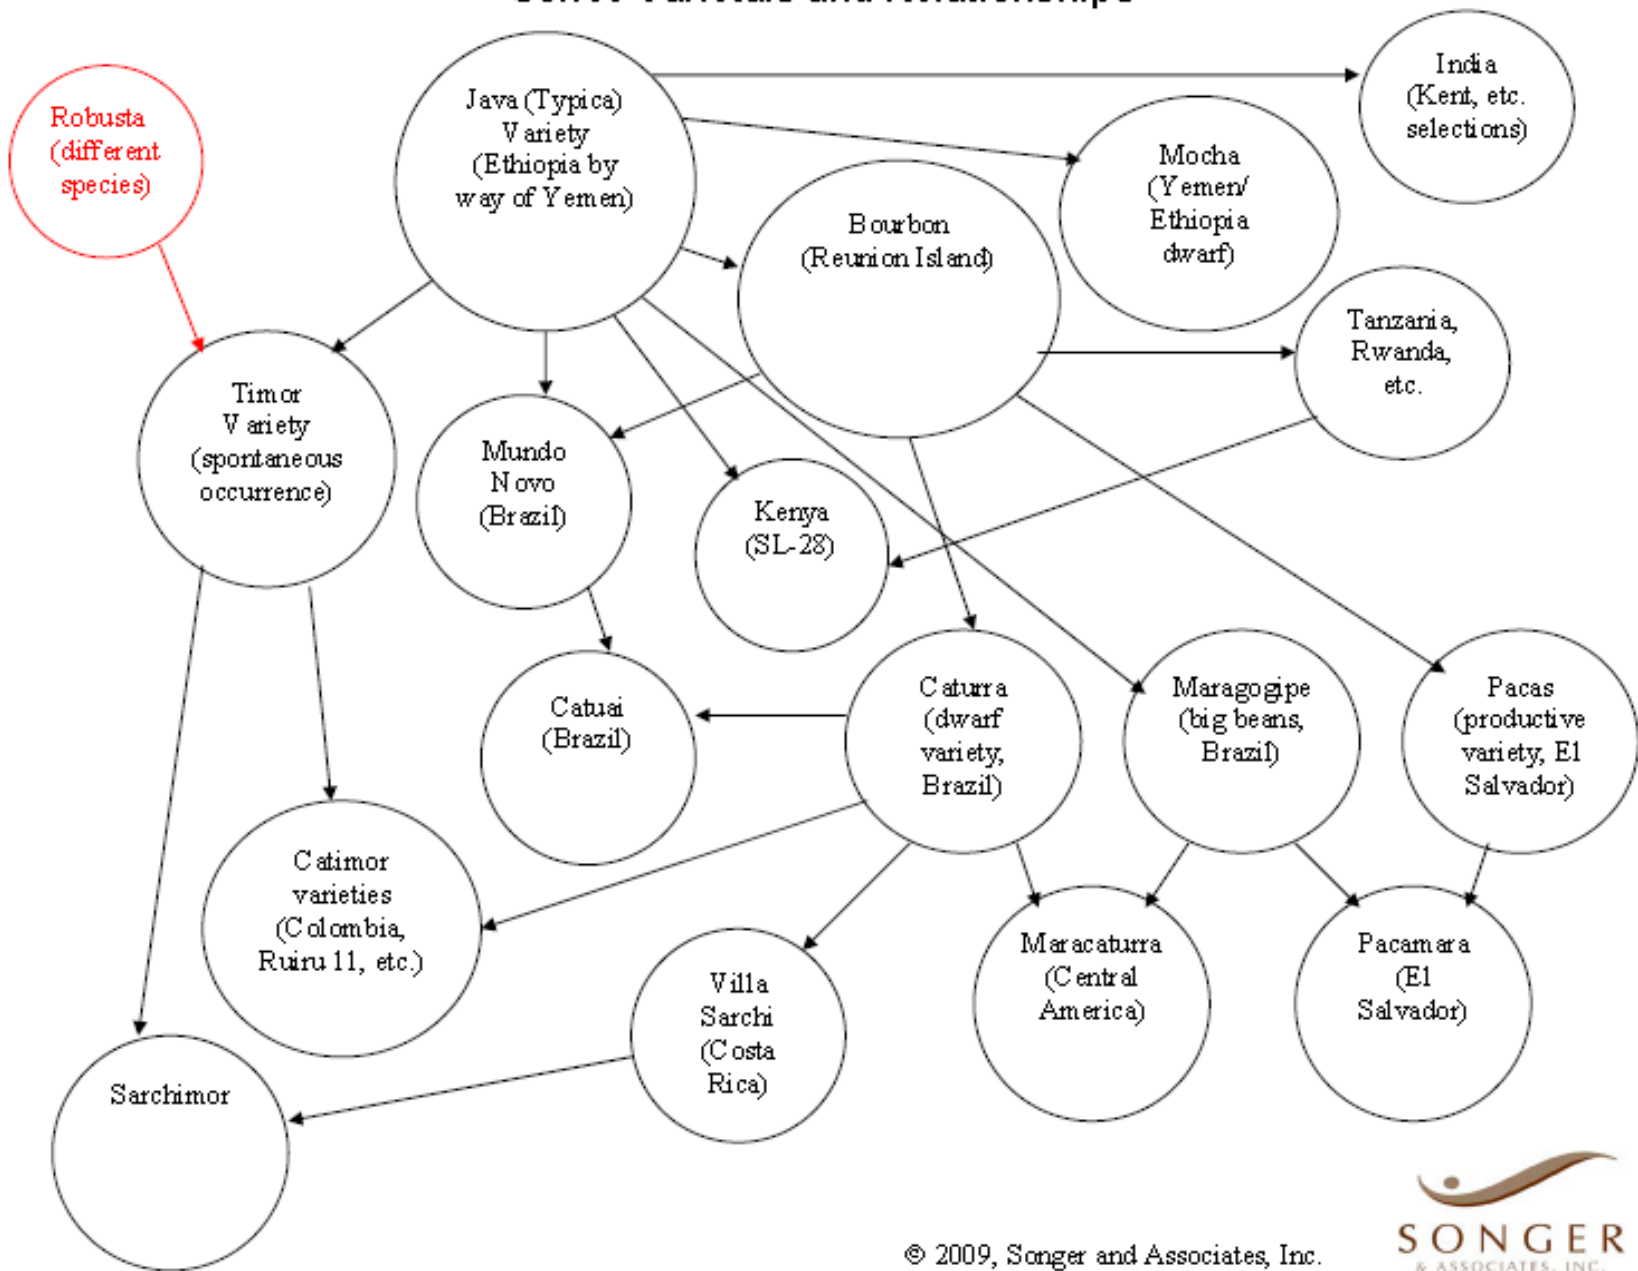 India
(Kent, etc.
selections)
Java (Typica)
Variety
(Ethiopia by
way of Yemen)
Robusta
(different
species)
Mocha
(Yemen/
Ethiopia
dwarf)
Bourbon
(Reunion Island)
Tanzania,
Rwanda,
etc.
Timor
Variety
(spontaneous
occurrence)
Mundo
Novo
(Brazil)
Kenya
(SL-28)
Catuai
(Brazil)
Caturra
(dwarf
variety,
Brazil)
Maragogipe
(big beans,
Brazil)
Pacas
(productive
variety, El
Salvador)
Catimor
varieties
(Colombia,
Ruiru 11, etc.)
Villa
Sarchi
(Costa
Rica)
Maracaturra
(Central
America)
Pacamara
(El
Salvador)
Sarchimor
© 2009, Songer and Associates, Inc.
SONGER
& ASSOCIATES, INC.